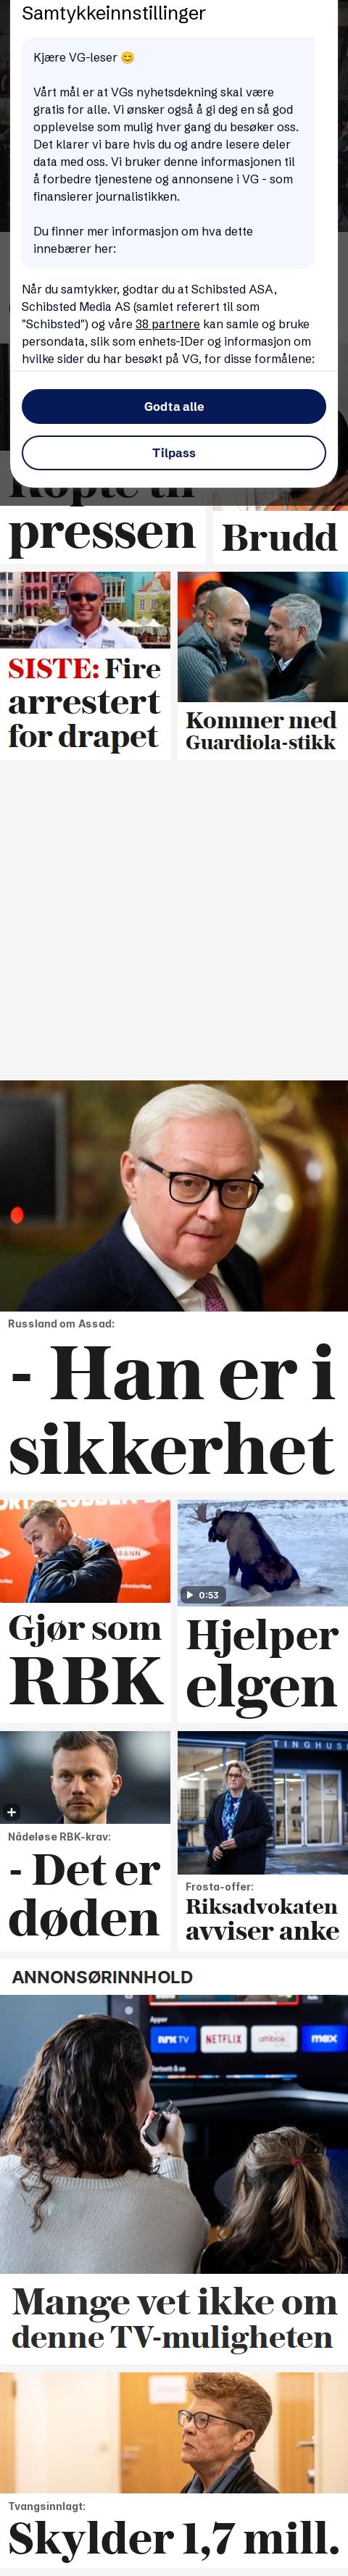 Samtykkeinnstillinger
Kjære VG-leser 😊
Vårt mål er at VGs nyhetsdekning skal være
gratis for alle. Vi ønsker også å gi deg en så god
opplevelse som mulig hver gang du besøker oss.
Det klarer vi bare hvis du og andre lesere deler
data med oss. Vi bruker denne informasjonen til
å forbedre tjenestene og annonsene i VG - som
finansierer journalistikken.
Du finner mer informasjon om hva dette
innebærer her:
Når du samtykker, godtar du at Schibsted ASA,
Schibsted Media AS (samlet referert til som
"Schibsted") og våre 38 partnere kan samle og bruke
persondata, slik som enhets-IDer og informasjon om
hvilke sider du har besøkt på VG, for disse formålene:
Godta alle
Tilpass
pressen
Brudd
SISTE: Fire
arrestert
for drapet
Kommer med
Guardiola-stikk
Russland om Assad:
- Han er i
sikkerhet
BRANN
Gjør som
RBK
0:53
Hjelper
elgen
Nådeløse RBK-krav:
- Det er
døden
TINGHUS
Frosta-offer:
Riksadvokaten
avviser anke
ANNONSØRINNHOLD
Apper
NRK TV
NETFLIX
altibox
max
Mange vet ikke om
denne TV-muligheten
Tvangsinnlagt:
Skylder 1,7 mill.